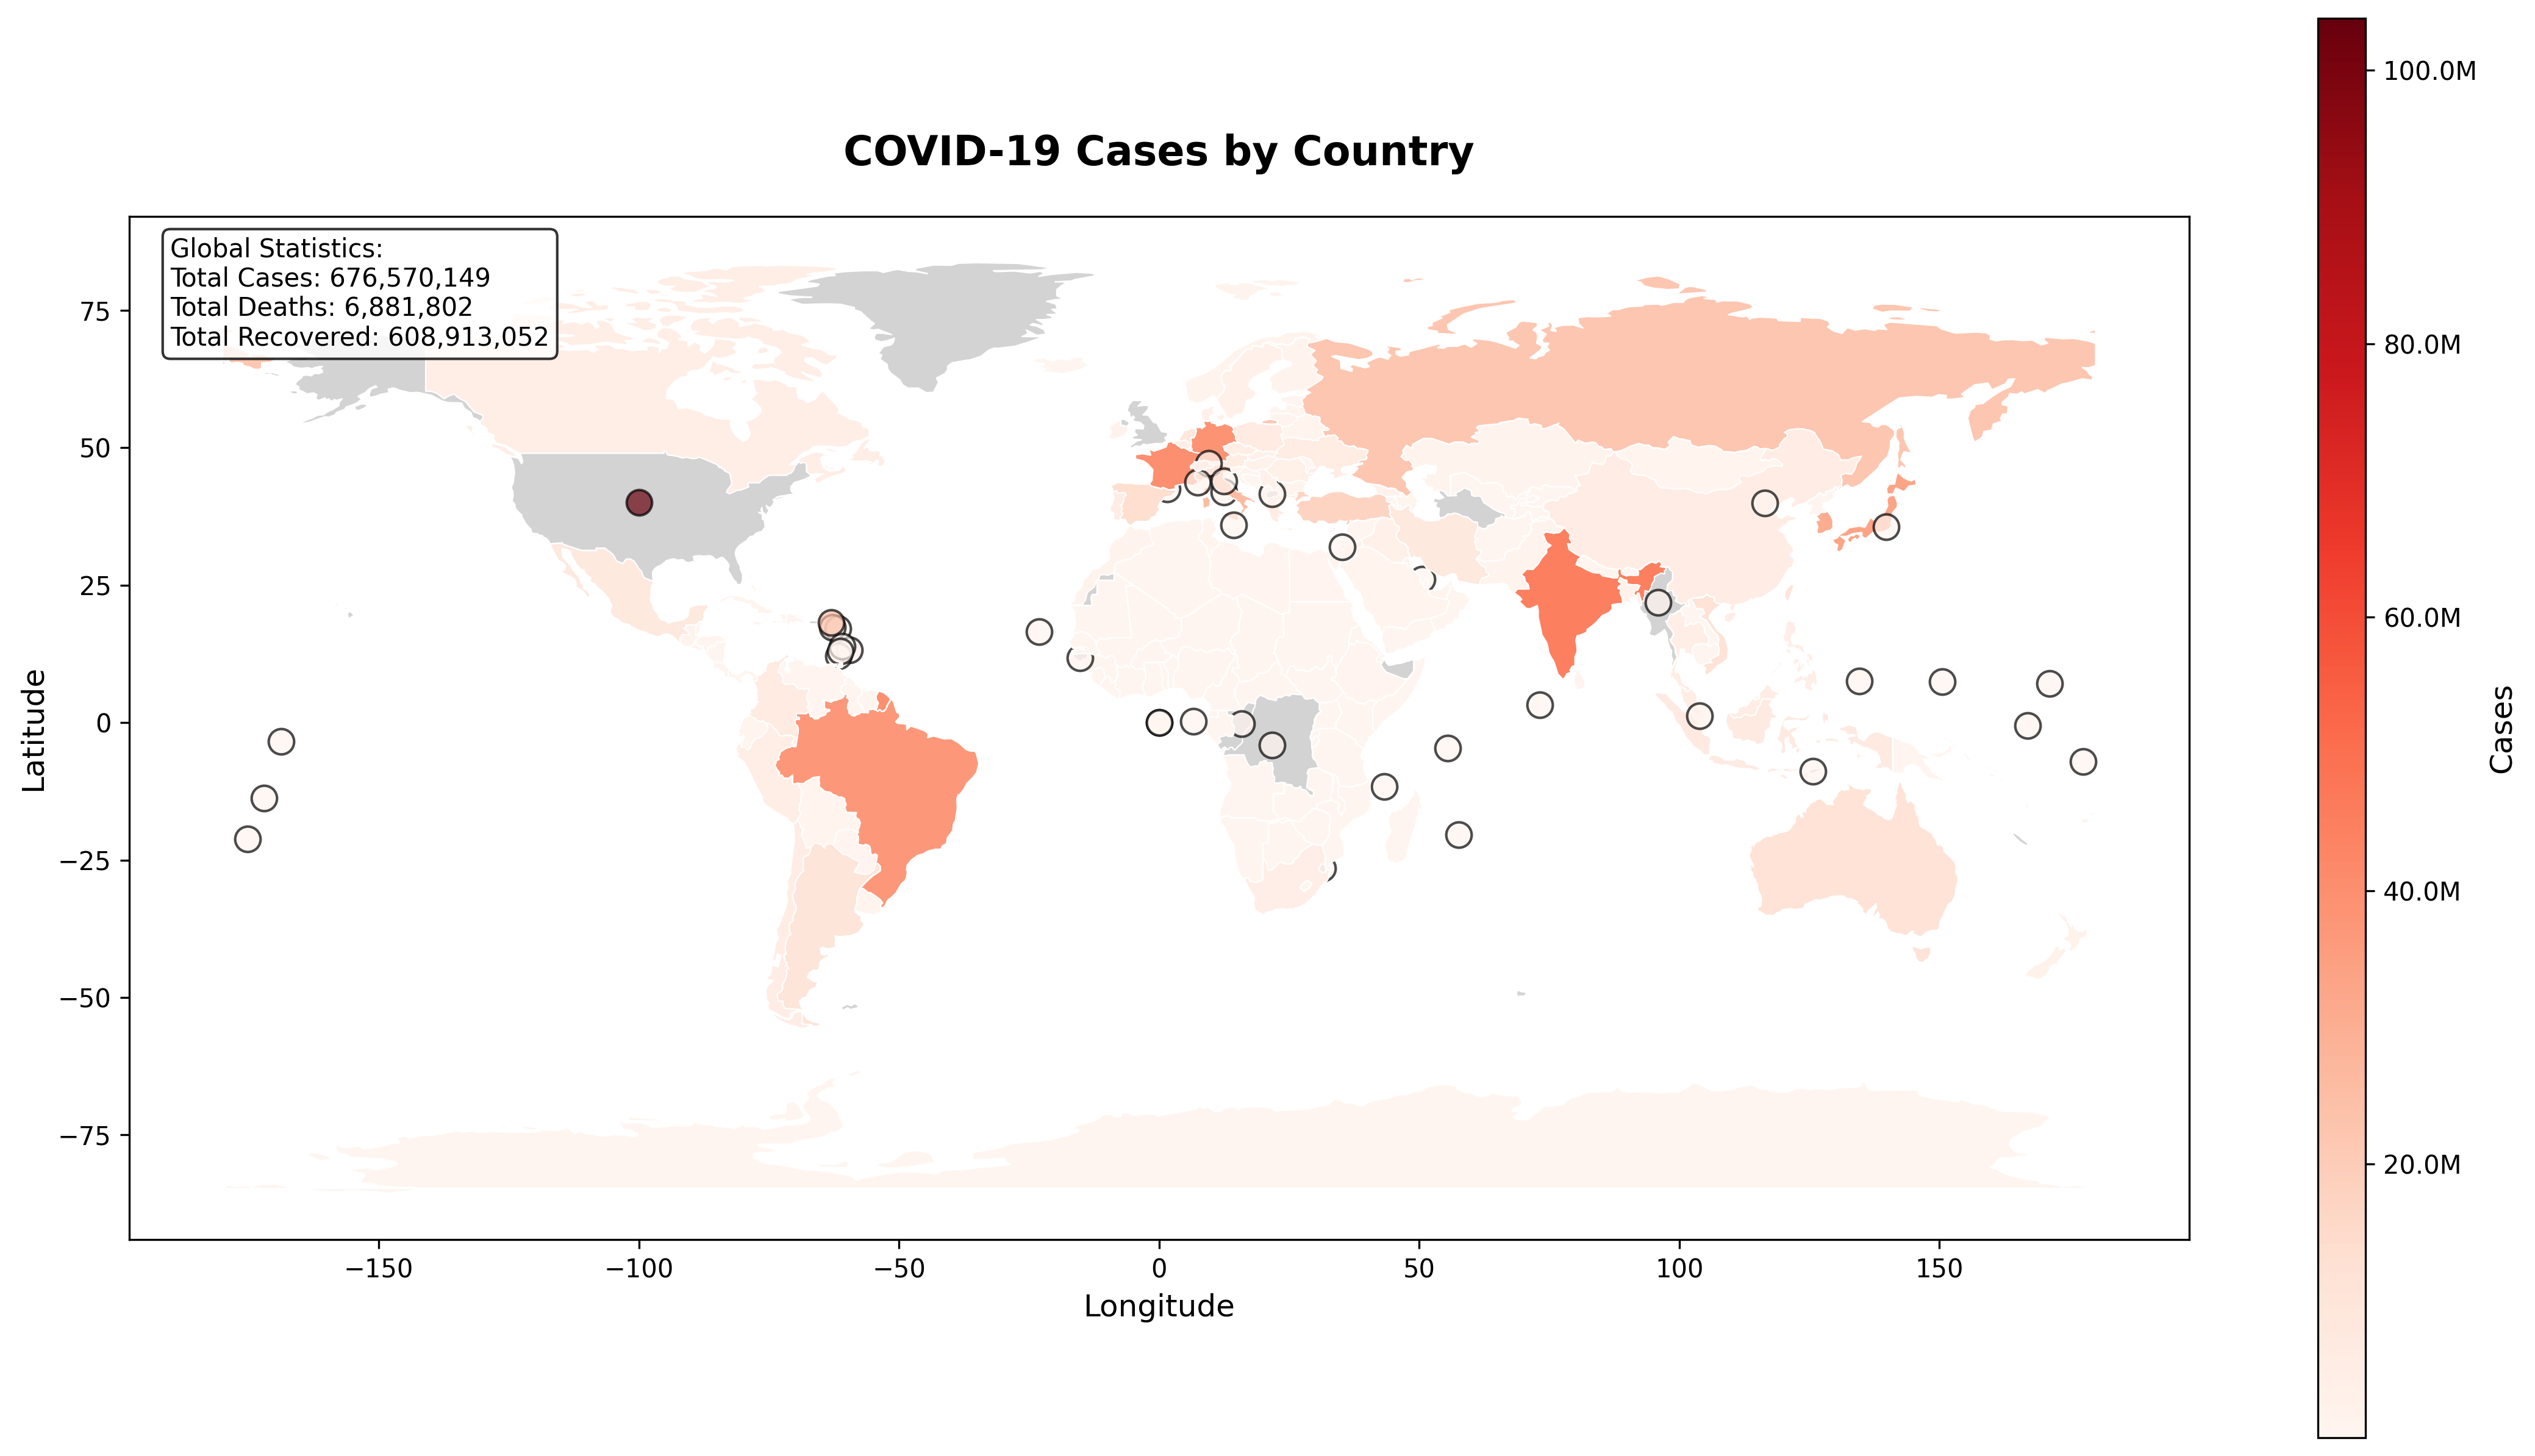 COVID-19 Cases by Country
Global Statistics:
Total Cases: 676,570,149
Total Deaths: 6,881,802
Total Recovered: 608,913,052
75
50
25
0
−25
−50
−75
Latitude
−150
−100
−50
0
50
100
150
Longitude
100.0M
80.0M
60.0M
40.0M
20.0M
Cases